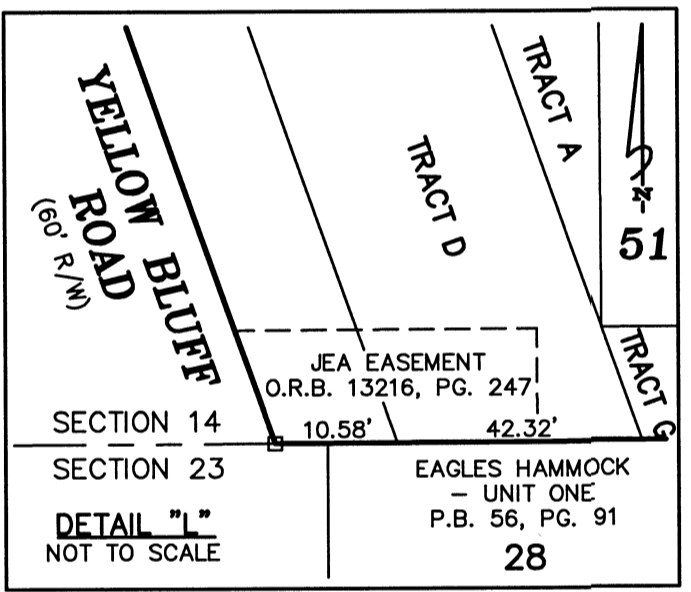 YELLOW BLUFF
ROAD
(60' R/W)
TRACT D
TRACT A
N
51
TRACT G
JEA EASEMENT
O.R.B. 13216, PG. 247
10.58'
42.32'
SECTION 14
SECTION 23
DETAIL "L"
NOT TO SCALE
EAGLES HAMMOCK
– UNIT ONE
P.B. 56, PG. 91
28